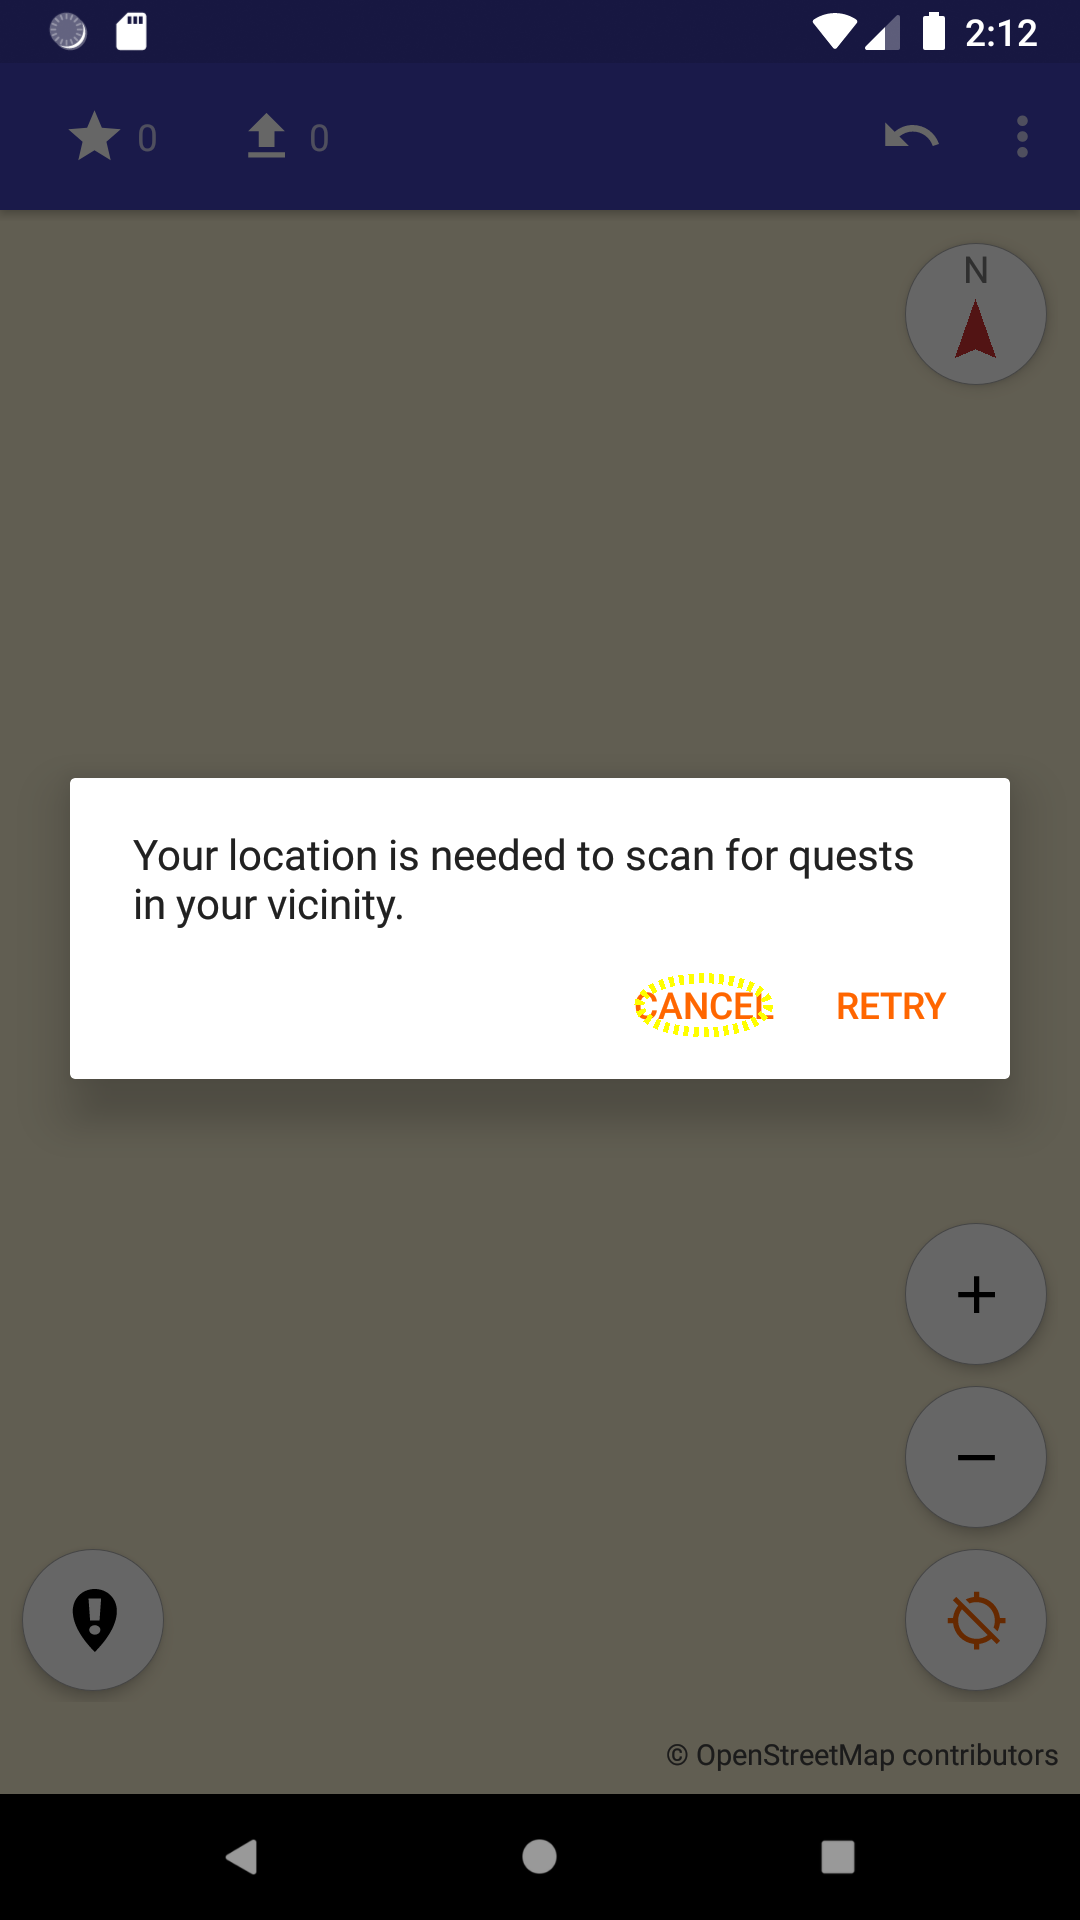 2:12
0
0
N
Your location is needed to scan for quests
in your vicinity.
CANCEL
RETRY
© OpenStreetMap contributors